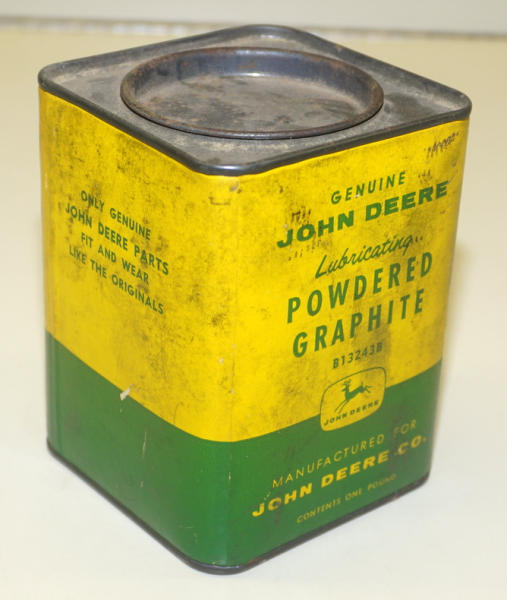 ONLY GENUINE
JOHN DEERE PARTS
FIT AND WEAR
LIKE THE ORIGINALS
GENUINE
JOHN DEERE
Lubricating
POWDERED
GRAPHITE
B13243B
JOHN DEERE
MANUFACTURED FOR
JOHN DEERE CO.
CONTENTS ONE POUND